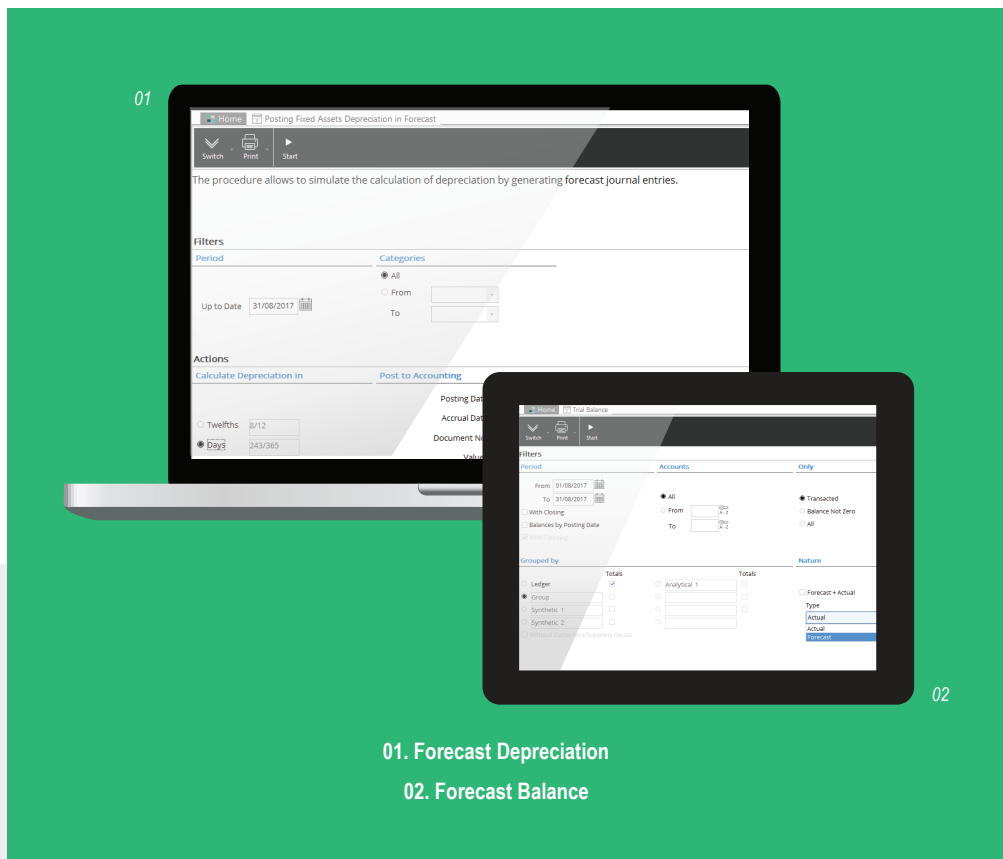 01
Home Posting Fixed Assets Depreciation in Forecast
Switch Print Start
The procedure allows to simulate the calculation of depreciation by generating forecast journal entries.
Filters
Period Categories
All
From
Up to Date 31/08/2017
To
Actions
Calculate Depreciation in Post to Accounting
Posting Dat
Accrual Dat
Twelfths 8/12
Document N
Days 243/365
Value
Home Trial Balance
Switch Print Start
Filters
Period Accounts Only
From 01/08/2017
To 31/08/2017 All Transacted
With Closing From A-Z Balance Not Zero
Balances by Posting Date To A-Z All
Grouped by Nature
Totals Totals
Ledger Analytical 1
Group Forecast + Actual
Synthetic 1 Type
Synthetic 2 Actual
Without Customers/Suppliers details Actual
Forecast
02
01. Forecast Depreciation
02. Forecast Balance